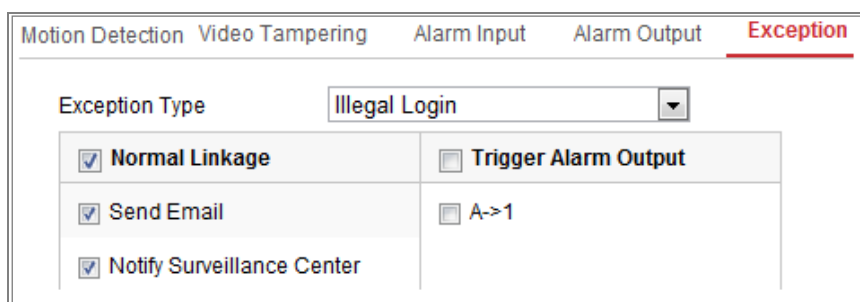 Motion Detection Video Tampering Alarm Input Alarm Output Exception
Exception Type Illegal Login
Normal Linkage Trigger Alarm Output
Send Email A->1
Notify Surveillance Center